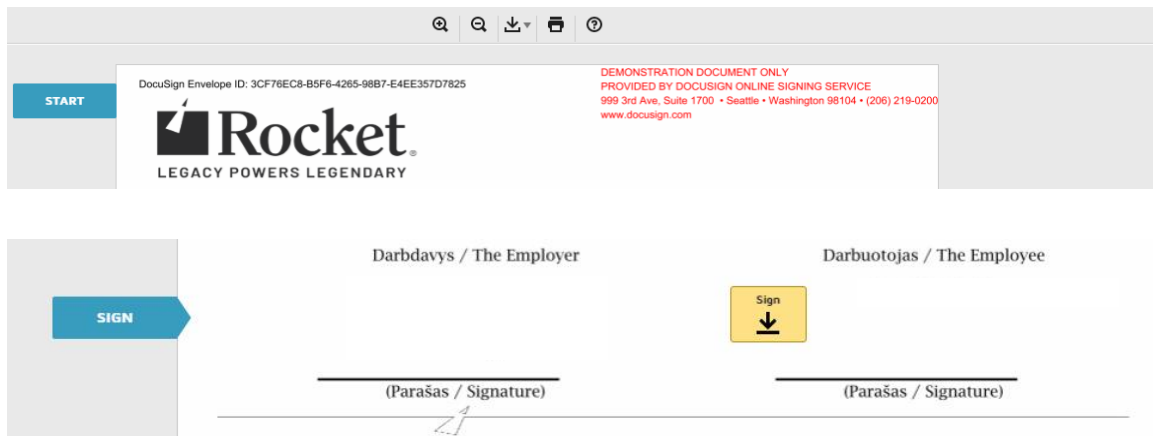 DocuSign Envelope ID: 3CF76EC8-B5F6-4265-98B7-E4EE357D7825
DEMONSTRATION DOCUMENT ONLY
PROVIDED BY DOCUSIGN ONLINE SIGNING SERVICE
999 3rd Ave, Suite 1700 • Seattle • Washington 98104 • (206) 219-0200
www.docusign.com
START
Rocket®
LEGACY POWERS LEGENDARY
Darbdavys / The Employer
Darbuotojas / The Employee
SIGN
Sign
(Parašas / Signature)
(Parašas / Signature)